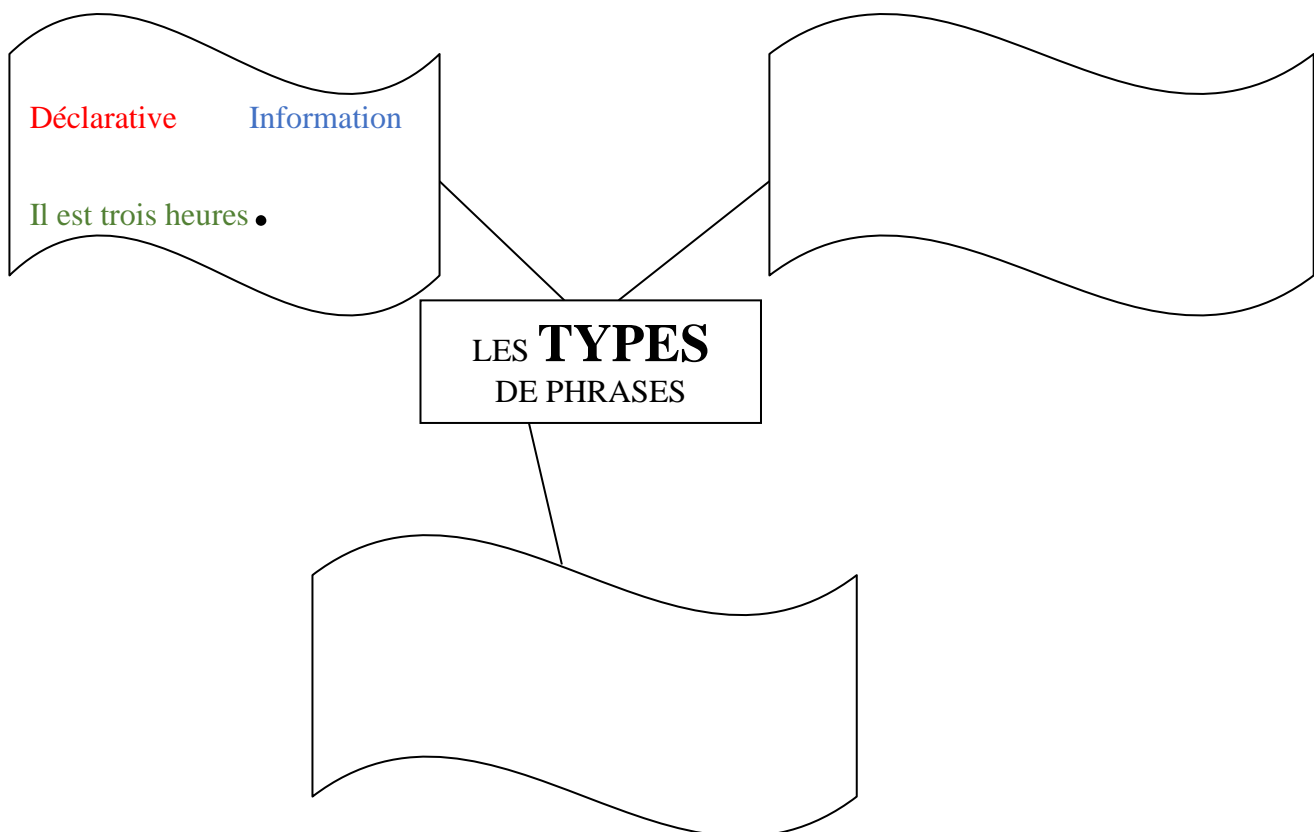 Déclarative Information
Il est trois heures.
LES TYPES
DE PHRASES